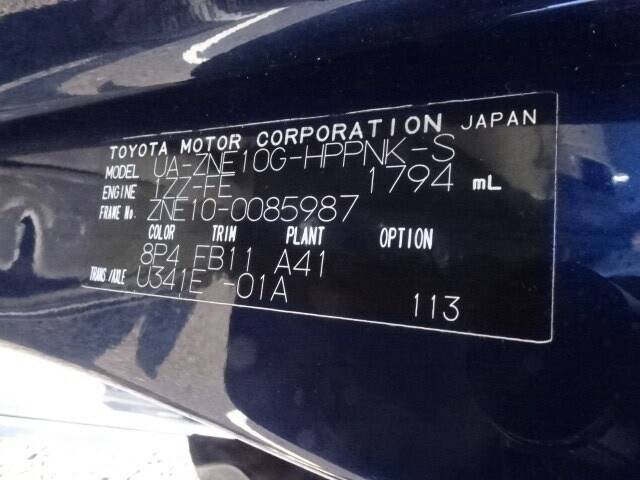 TOYOTA MOTOR CORPORATION JAPAN
MODEL UA-ZNE10G-HPPNK-S
ENGINE 1ZZ-FE 1794 mL
FRAME No. ZNE10-0085987
COLOR TRIM PLANT OPTION
8P4 FB11 A41
TRANS/AXLE U341E -01A
113